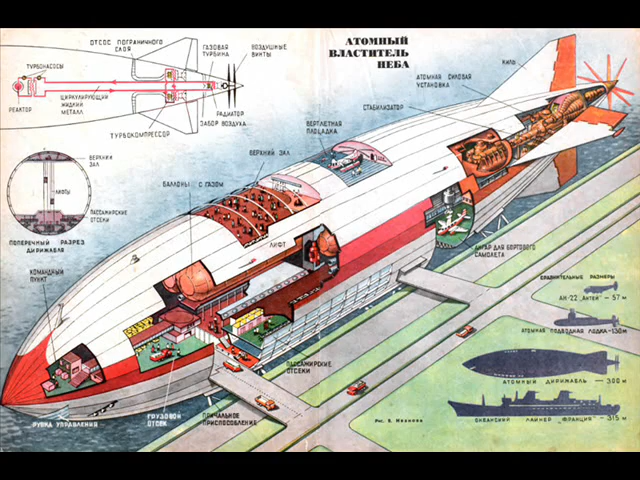 АТОМНЫЙ
ВЛАСТИТЕЛЬ
НЕБА
ОТСОС ПОГРАНИЧНОГО
СЛОЯ
ГАЗОВАЯ
ТУРБИНА
ВОЗДУШНЫЕ
ВИНТЫ
ТУРБОНАСОСЫ
РЕАКТОР
ЦИРКУЛИРУЮЩИЙ
ЖИДКИЙ
МЕТАЛЛ
РАДИАТОР
ЗАБОР ВОЗДУХА
ТУРБОКОМПРЕССОР
КИЛЬ
АТОМНАЯ СИЛОВАЯ
УСТАНОВКА
СТАБИЛИЗАТОР
ВЕРТЛЕТНАЯ
ПЛОЩАДКА
ВЕРХНИЙ ЗАЛ
БАЛЛОНЫ С ГАЗОМ
ВЕРХНИЙ
ЗАЛ
ЛИФТЫ
ПАССАЖИРСКИЕ
ОТСЕКИ
ПОПЕРЕЧНЫЙ РАЗРЕЗ
ДИРИЖАБЛЯ
ЛИФТ
КОМАНДНЫЙ
ПУНКТ
АНГАР ДЛЯ БОРТОВОГО
САМОЛЕТА
СРАВНИТЕЛЬНЫЕ РАЗМЕРЫ
АН-22 „АНТЕЙ" — 57 м
АТОМНАЯ ПОДВОДНАЯ ЛОДКА — 130м
АТОМНЫЙ ДИРИЖАБЛЬ — 300 м
ОКЕАНСКИЙ ЛАЙНЕР „ФРАНЦИЯ" — 315 м
ПАССАЖИРСКИЕ
ОТСЕКИ
РУБКА УПРАВЛЕНИЯ
ГРУЗОВОЙ
ОТСЕК
ПРИЧАЛЬНОЕ
ПРИСПОСОБЛЕНИЕ
Рис.